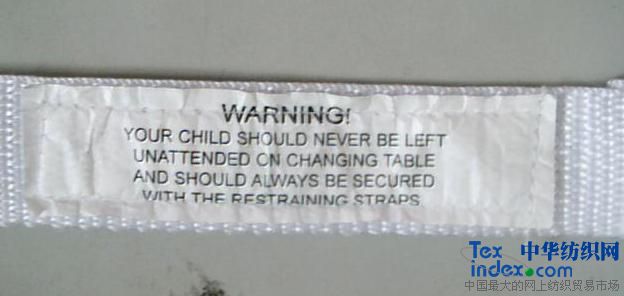 WARNING!
YOUR CHILD SHOULD NEVER BE LEFT
UNATTENDED ON CHANGING TABLE
AND SHOULD ALWAYS BE SECURED
WITH THE RESTRAINING STRAPS
Tex 中华纺织网
index.com
中国最大的网上纺织贸易市场